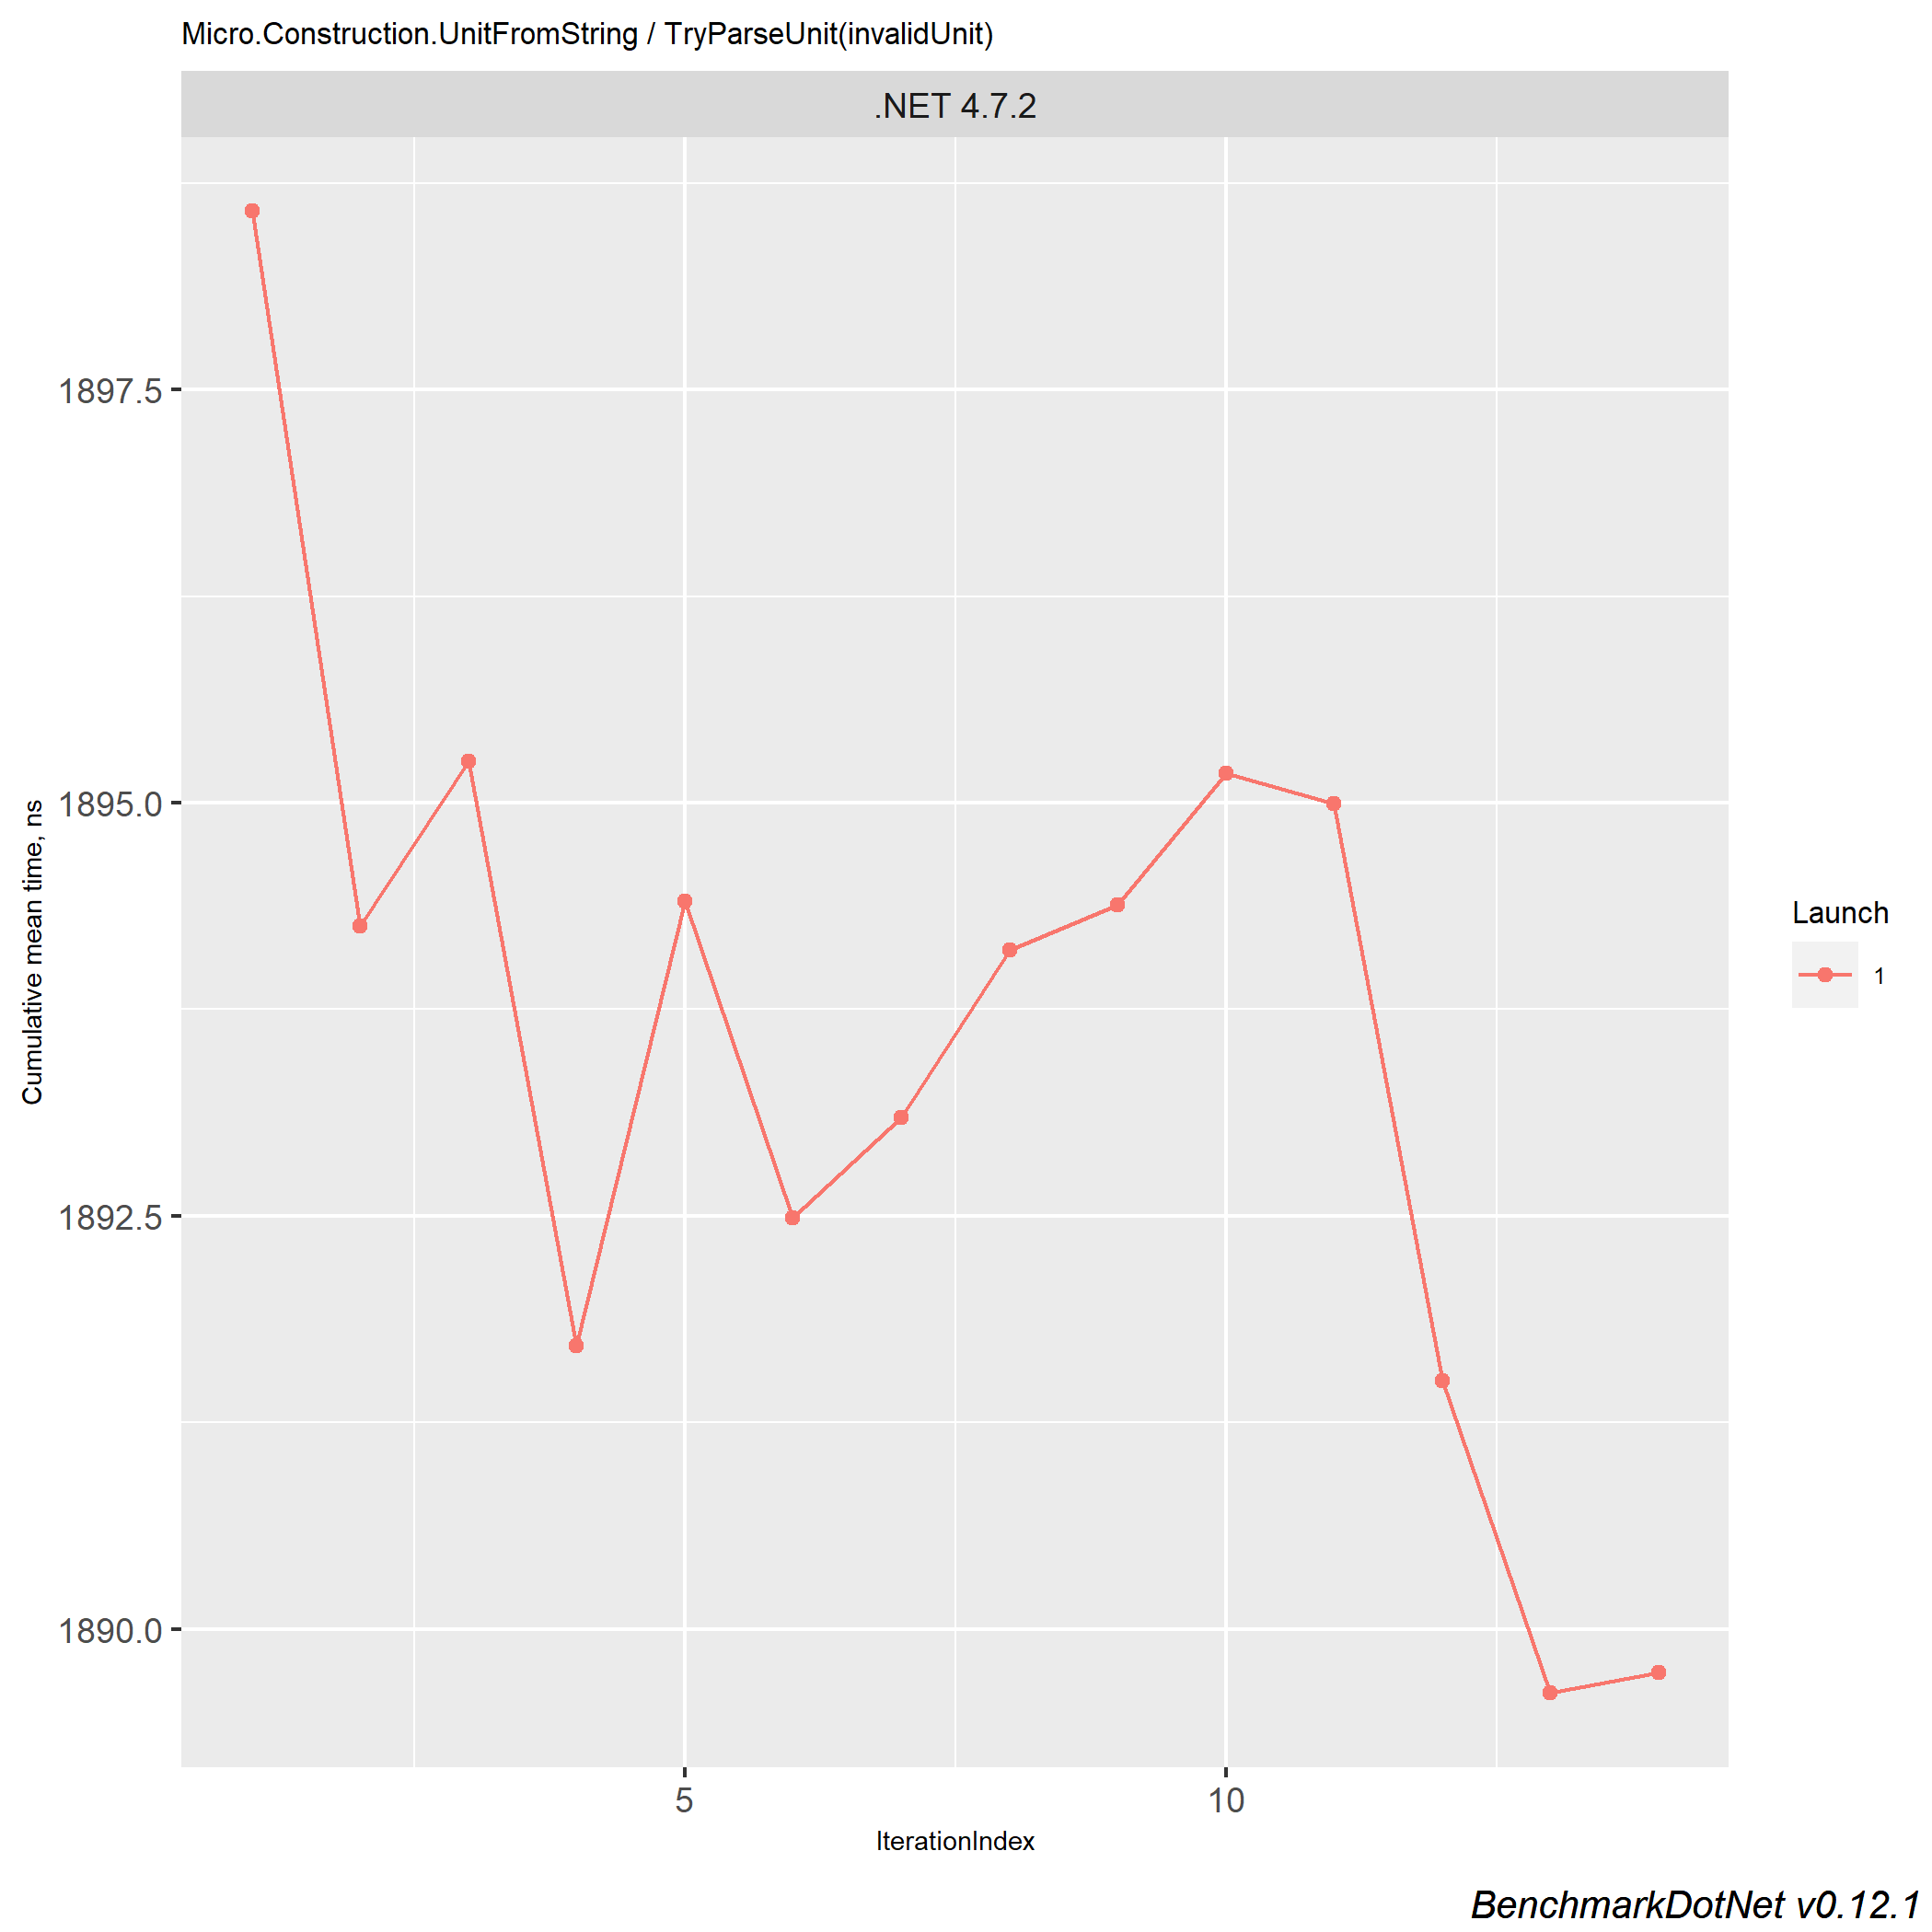 Micro.Construction.UnitFromString / TryParseUnit(invalidUnit)
.NET 4.7.2
Cumulative mean time, ns
1897.5
1895.0
1892.5
1890.0
5
10
IterationIndex
Launch
1
BenchmarkDotNet v0.12.1